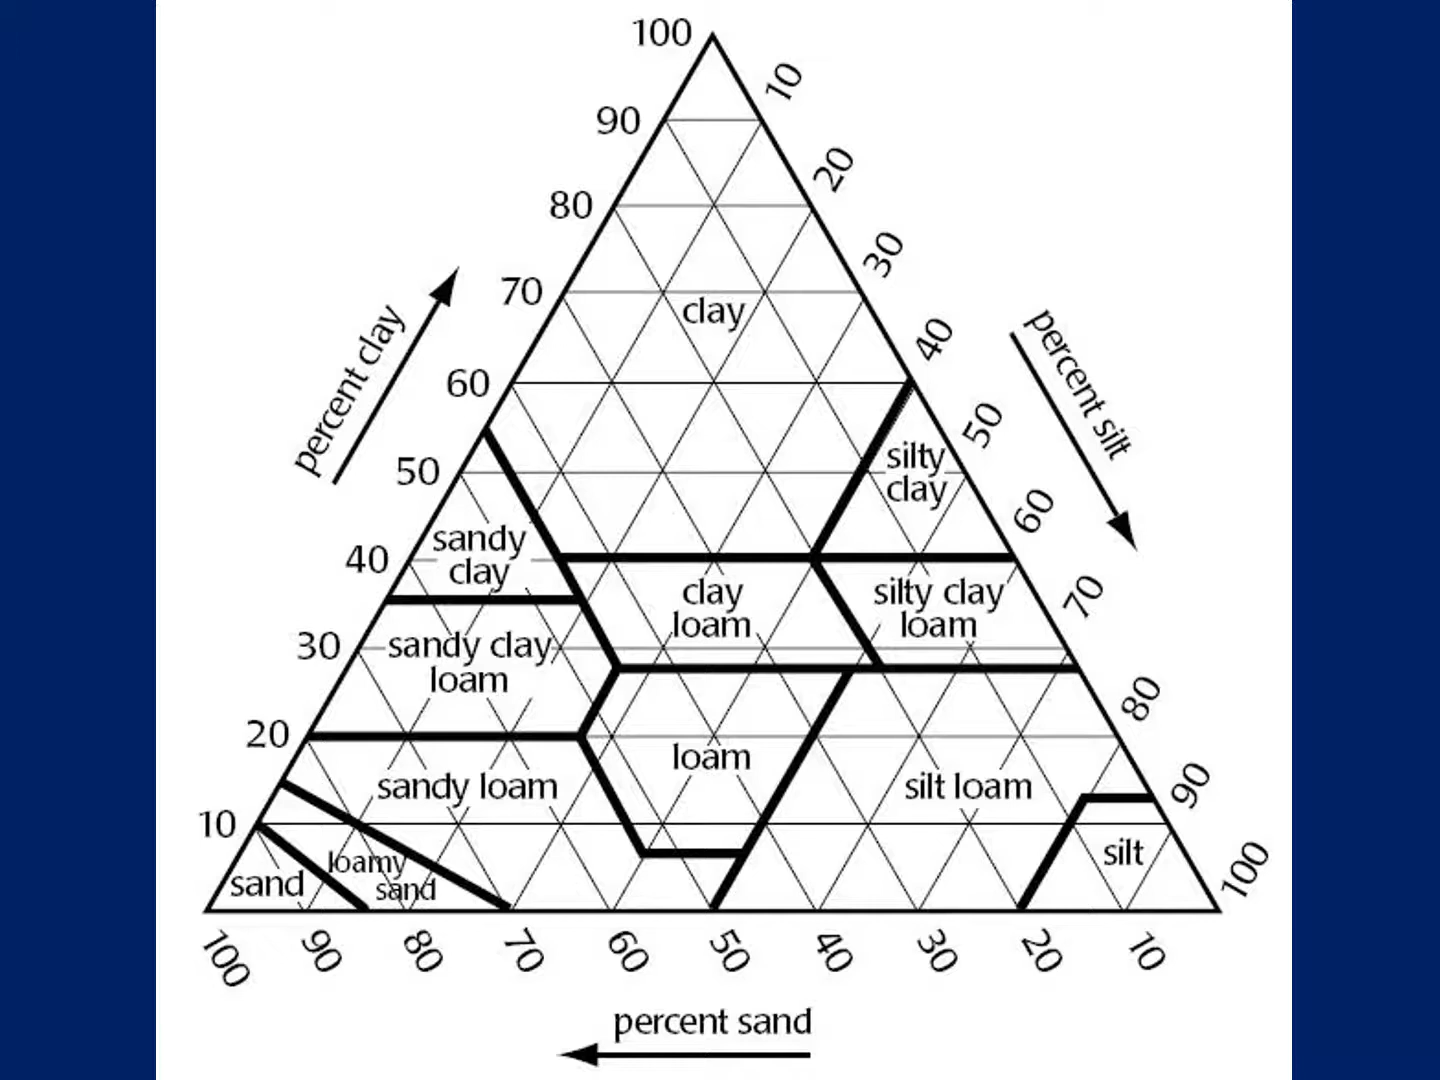 100
10
90
20
80
30
70
clay
40
60
percent clay
percent silt
50
50
silty
clay
60
sandy
clay
40
clay
loam
silty clay
loam
70
30
sandy clay
loam
80
20
loam
sandy loam
silt loam
90
10
silt
loamy
sand
sand
100
100
90
80
70
60
50
40
30
20
10
percent sand